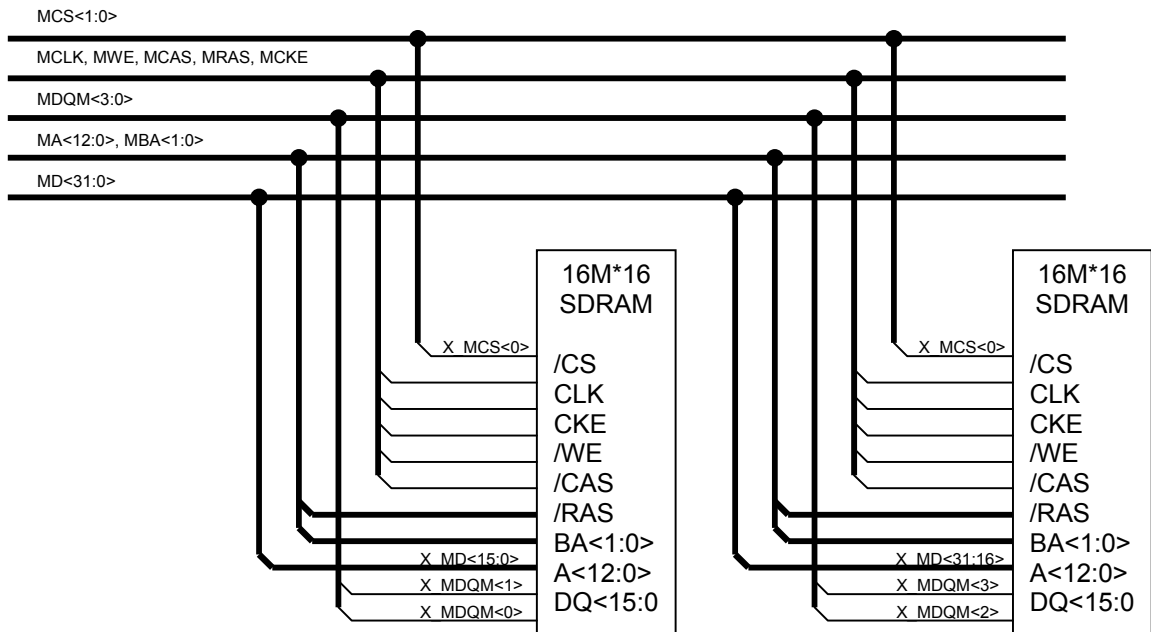 MCS<1:0>
MCLK, MWE, MCAS, MRAS, MCKE
MDQM<3:0>
MA<12:0>, MBA<1:0>
MD<31:0>
16M*16
SDRAM
X_MCS<0>
/CS
CLK
CKE
/WE
/CAS
/RAS
BA<1:0>
X_MD<15:0>
A<12:0>
X_MDQM<1>
DQ<15:0
X_MDQM<0>
16M*16
SDRAM
X_MCS<0>
/CS
CLK
CKE
/WE
/CAS
/RAS
BA<1:0>
X_MD<31:16>
A<12:0>
X_MDQM<3>
DQ<15:0
X_MDQM<2>